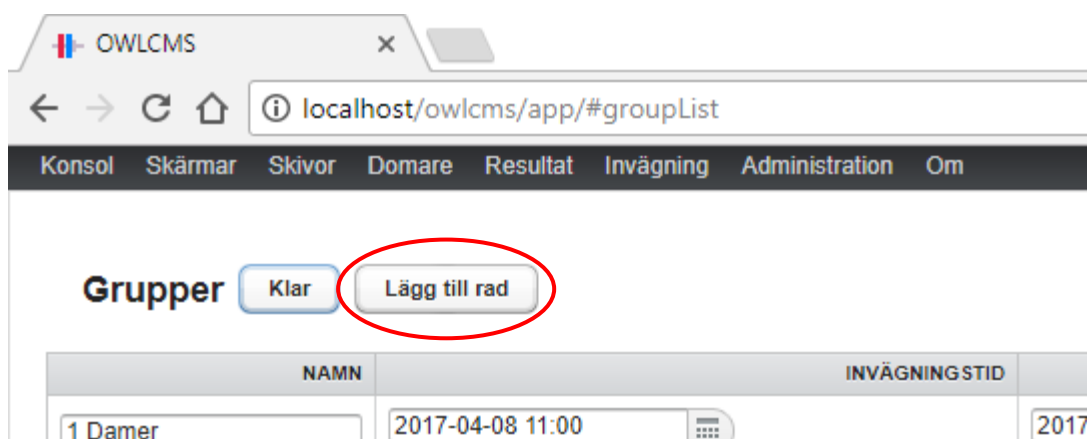 OWLCMS
localhost/owlcms/app/#groupList
Konsol Skärmar Skivor Domare Resultat Invägning Administration Om
Grupper Klar Lägg till rad
NAMN INVÄGNINGSTID
1 Damer 2017-04-08 11:00 2017